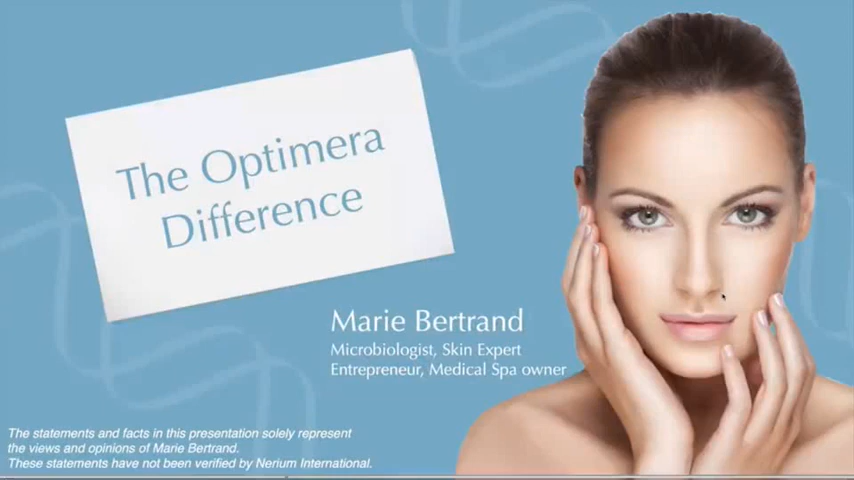 The Optimera
Difference
Marie Bertrand
Microbiologist, Skin Expert
Entrepreneur, Medical Spa owner
The statements and facts in this presentation solely represent
the views and opinions of Marie Bertrand.
These statements have not been verified by Nerium International.